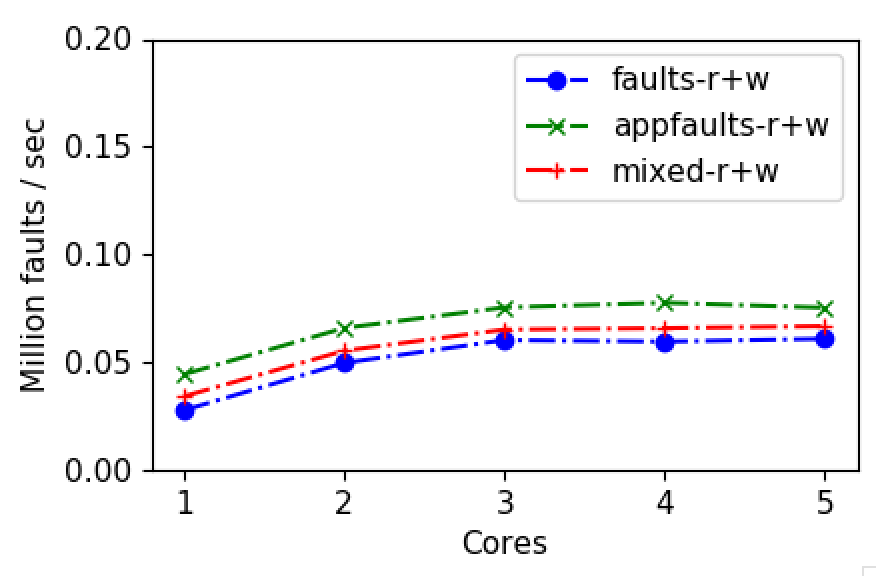 0.20
0.15
0.10
0.05
0.00
Million faults / sec
faults-r+w
appfaults-r+w
mixed-r+w
1 2 3 4 5
Cores